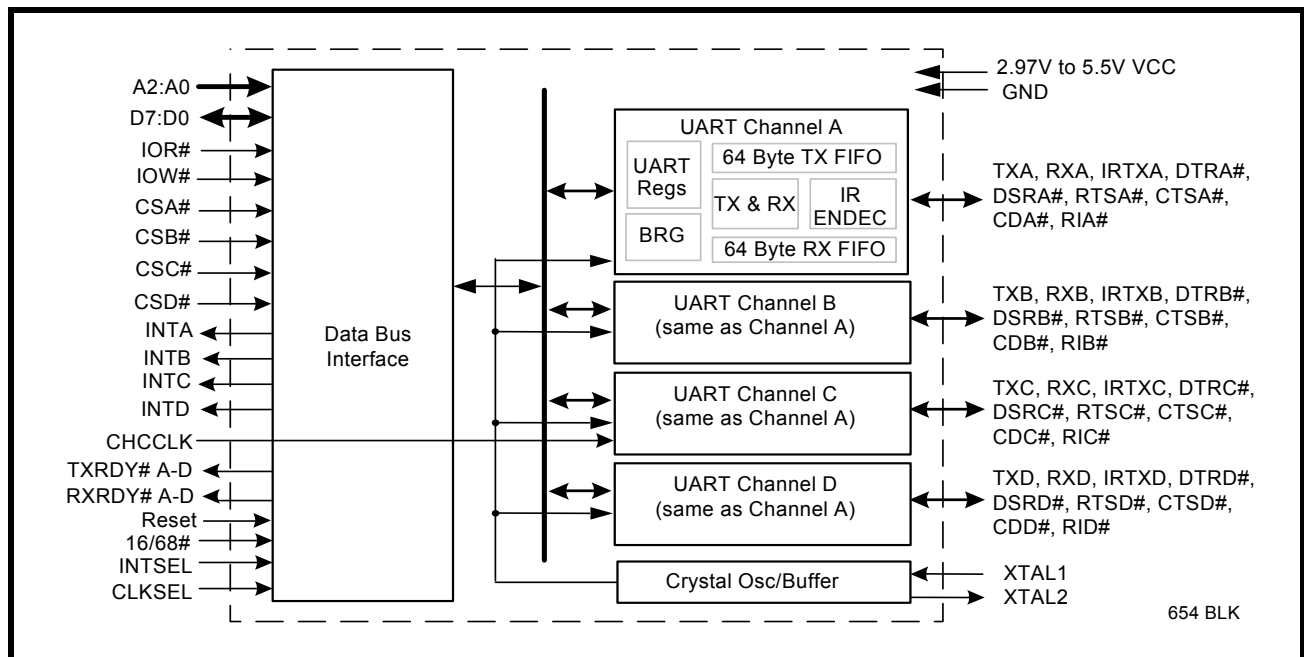 A2:A0
D7:D0
IOR#
IOW#
CSA#
CSB#
CSC#
CSD#
INTA
INTB
INTC
INTD
CHCCLK
TXRDY# A-D
RXRDY# A-D
Reset
16/68#
INTSEL
CLKSEL
Data Bus
Interface
UART Channel A
UART
Regs
BRG
64 Byte TX FIFO
TX & RX
IR
ENDEC
64 Byte RX FIFO
UART Channel B
(same as Channel A)
UART Channel C
(same as Channel A)
UART Channel D
(same as Channel A)
Crystal Osc/Buffer
2.97V to 5.5V VCC
GND
TXA, RXA, IRTXA, DTRA#,
DSRA#, RTSA#, CTSA#,
CDA#, RIA#
TXB, RXB, IRTXB, DTRB#,
DSRB#, RTSB#, CTSB#,
CDB#, RIB#
TXC, RXC, IRTXC, DTRC#,
DSRC#, RTSC#, CTSC#,
CDC#, RIC#
TXD, RXD, IRTXD, DTRD#,
DSRD#, RTSD#, CTSD#,
CDD#, RID#
XTAL1
XTAL2
654 BLK